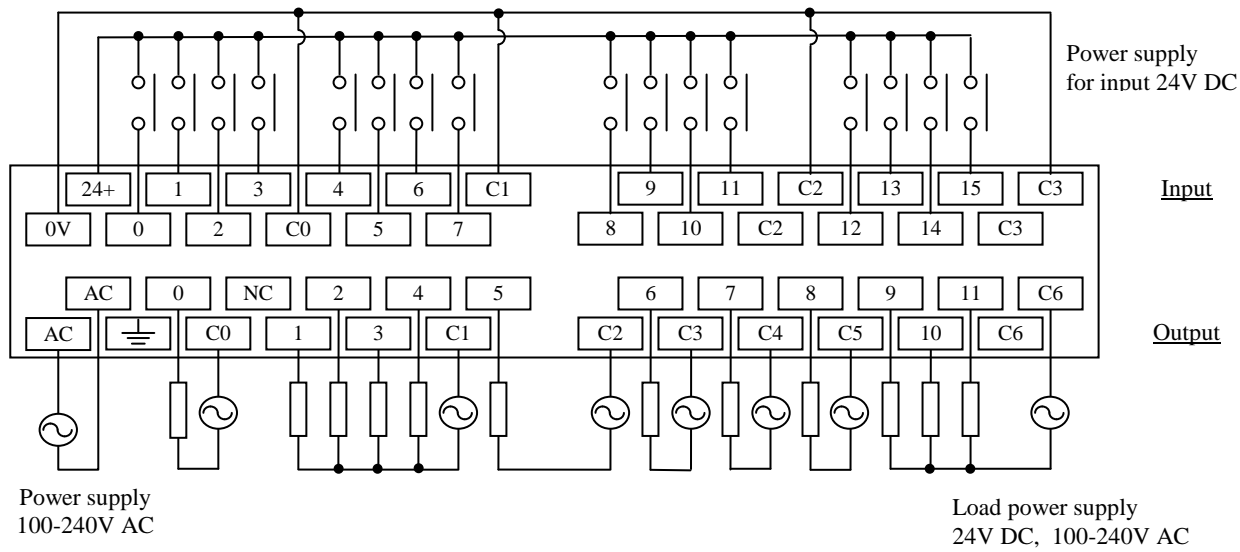 Power supply
for input 24V DC
24+ 1 3 4 6 C1 9 11 C2 13 15 C3
Input
0V 0 2 C0 5 7 8 10 C2 12 14 C3
AC 0 NC 2 4 5 6 7 8 9 11 C6
AC C0 1 3 C1 C2 C3 C4 C5 10 C6
Output
Power supply
100-240V AC
Load power supply
24V DC, 100-240V AC